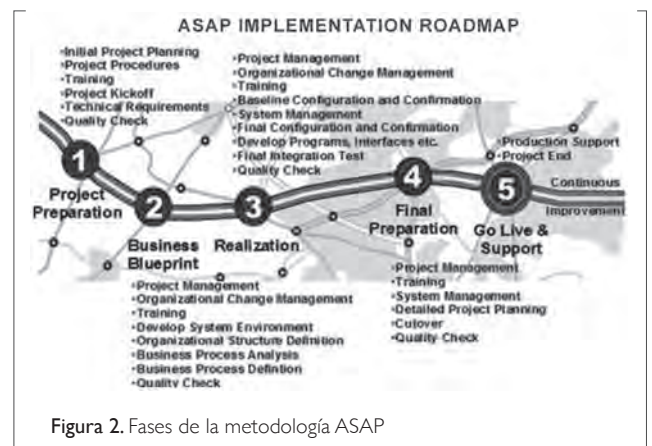 ASAP IMPLEMENTATION ROADMAP
•Initial Project Planning
•Project Procedures
•Training
•Project Kickoff
•Technical Requirements
•Quality Check
•Project Management
•Organizational Change Management
•Training
•Baseline Configuration and Confirmation
•System Management
•Final Configuration and Confirmation
•Develop Programs, Interfaces etc.
•Final Integration Test
•Quality Check
•Production Support
•Project End
1
Project
Preparation
2
Business
Blueprint
3
Realization
4
Final
Preparation
5
Go Live &
Support
Continuous
Improvement
•Project Management
•Organizational Change Management
•Training
•Develop System Environment
•Organizational Structure Definition
•Business Process Analysis
•Business Process Defintion
•Quality Check
•Project Management
•Training
•System Management
•Detailed Project Planning
•Cutover
•Quality Check
Figura 2. Fases de la metodología ASAP